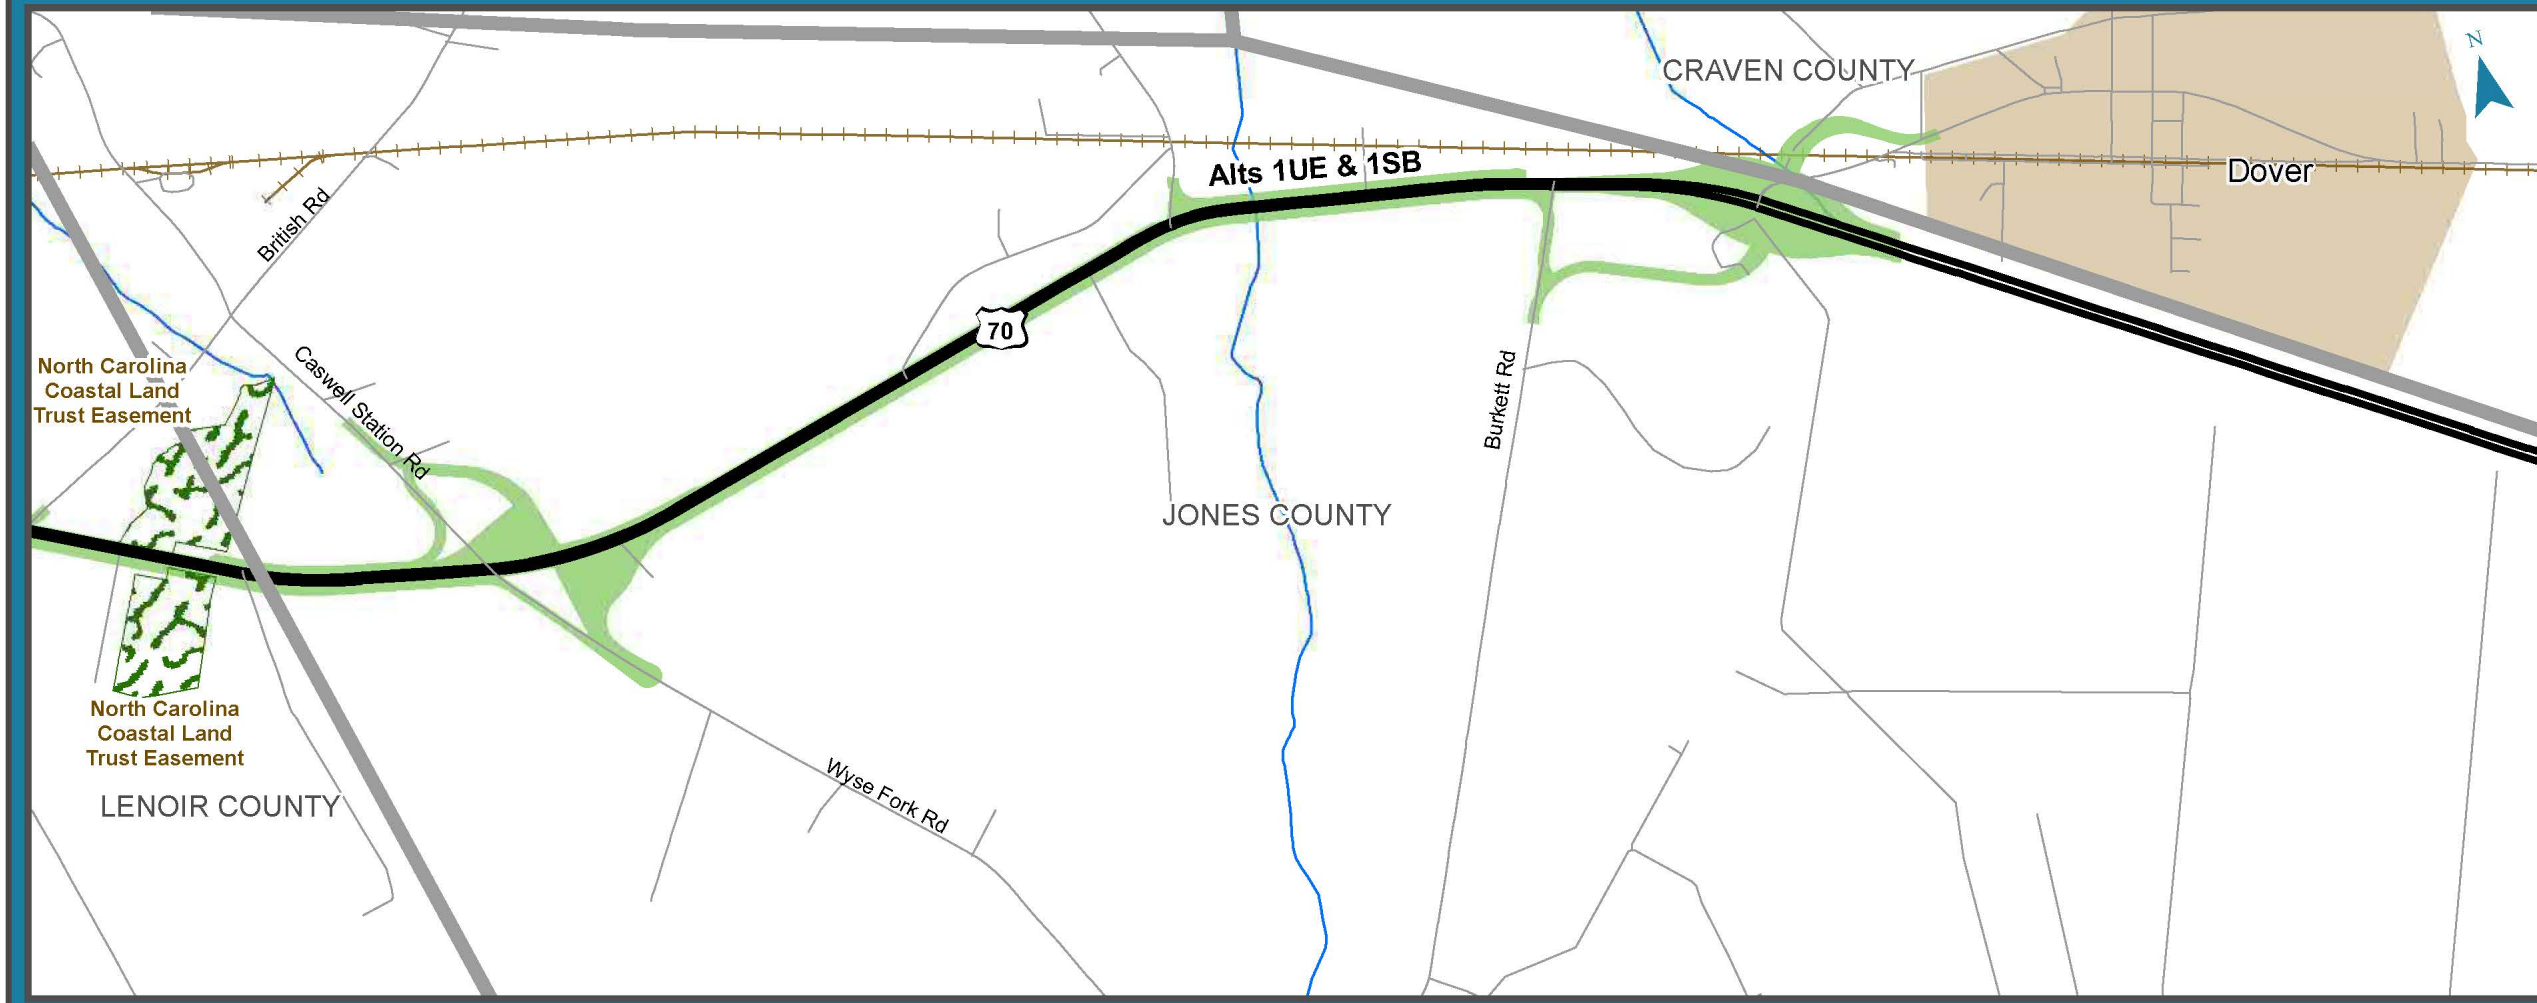 N
CRAVEN COUNTY
Alts 1UE & 1SB
Dover
British Rd
70
North Carolina
Coastal Land
Trust Easement
Caswell Station Rd
Burkett Rd
JONES COUNTY
North Carolina
Coastal Land
Trust Easement
Wyse Fork Rd
LENOIR COUNTY